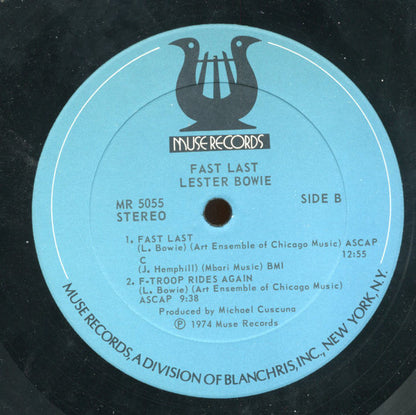 MUSE RECORDS
FAST LAST
LESTER BOWIE
MR 5055
STEREO
SIDE B
1. FAST LAST
(L. Bowie) (Art Ensemble of Chicago Music) ASCAP
C 12:55
(J. Hemphill) (Mbari Music) BMI
2. F-TROOP RIDES AGAIN
(L. Bowie) (Art Ensemble of Chicago Music)
ASCAP 9:38
Produced by Michael Cuscuna
Ⓟ 1974 Muse Records
MUSE RECORDS, A DIVISION OF BLANCHRIS, INC., NEW YORK, N.Y.